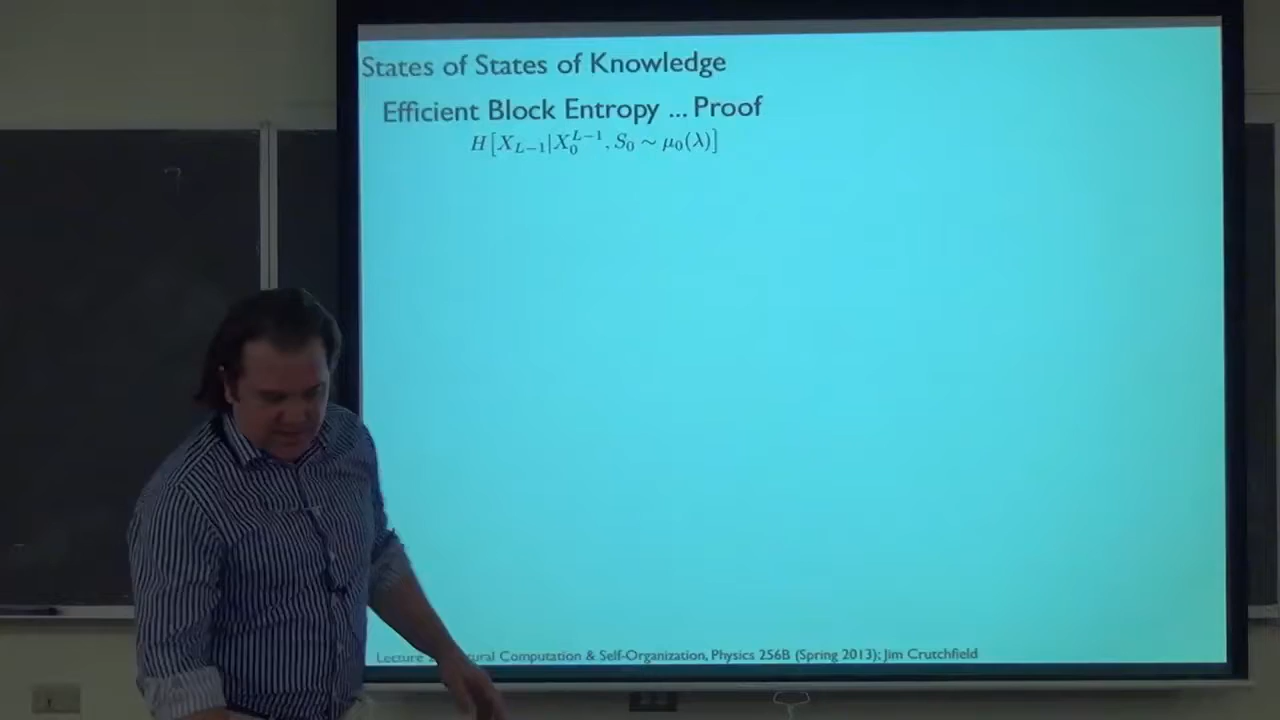 States of States of Knowledge
Efficient Block Entropy ... Proof
H[X_{L-1}|X_0^{L-1}, S_0 ∼ μ_0(λ)]
Lecture Computation & Self-Organization, Physics 256B (Spring 2013); Jim Crutchfield